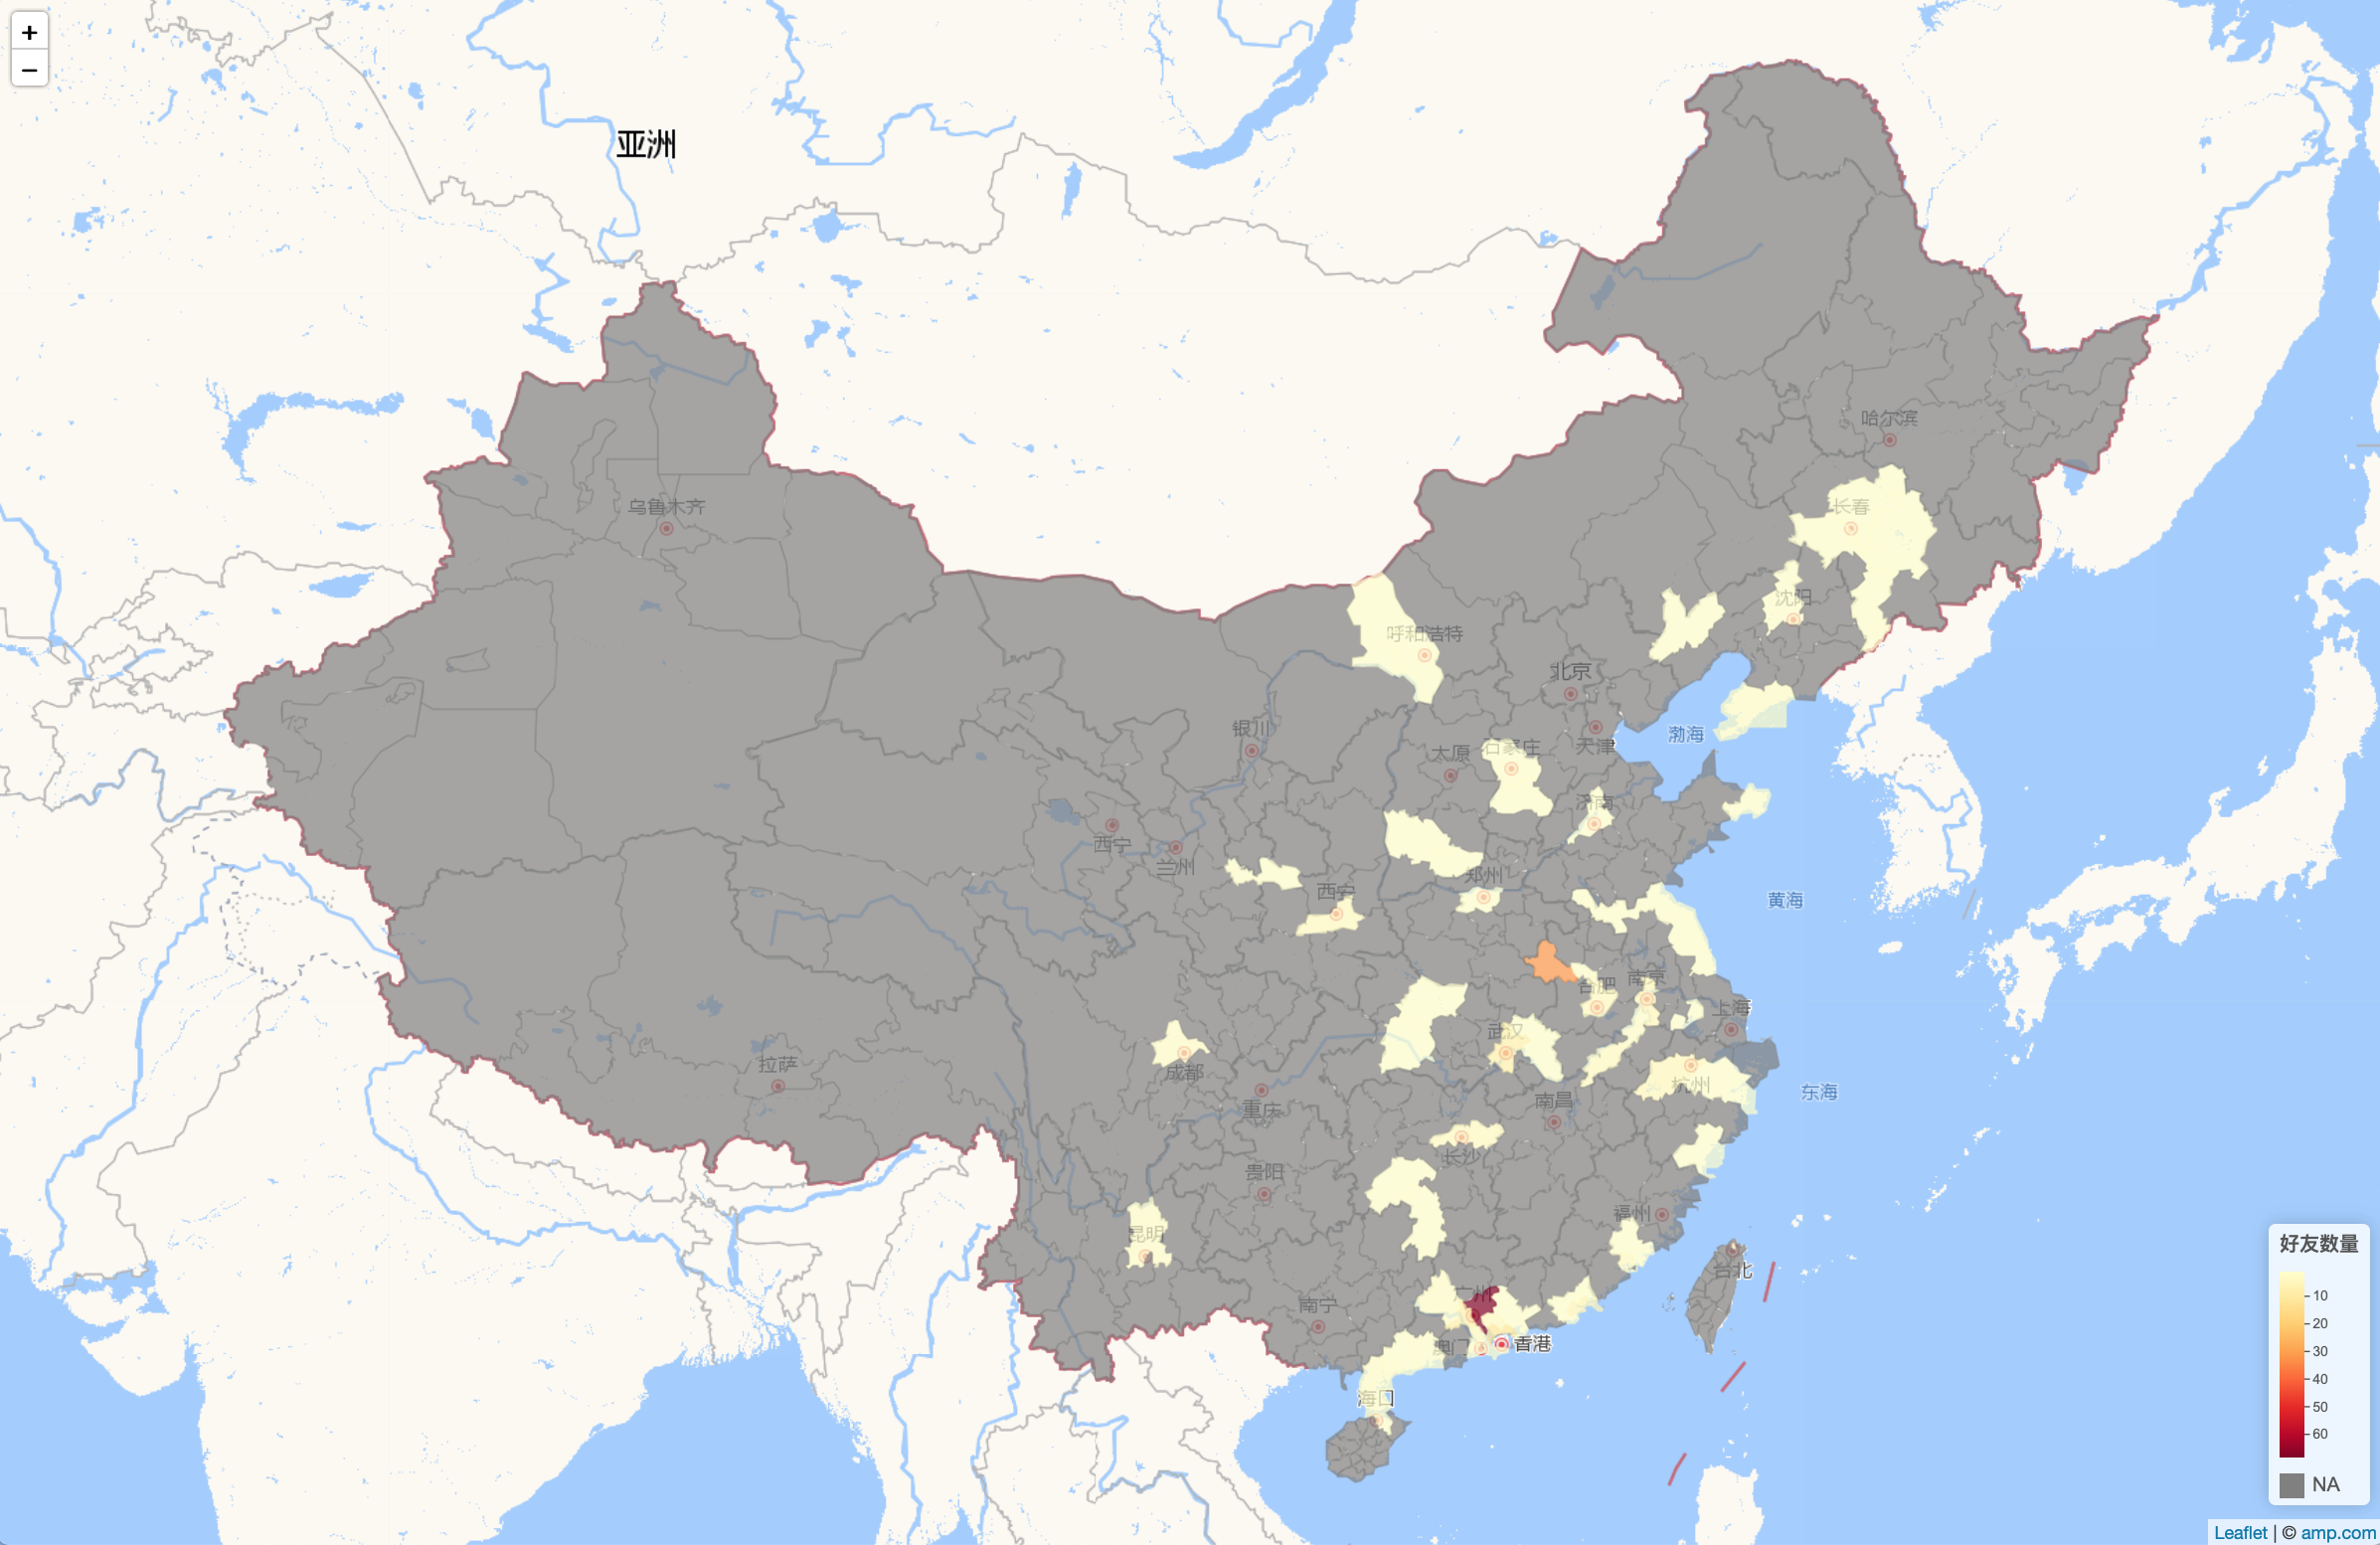 +
−
亚洲
哈尔滨
乌鲁木齐
长春
沈阳
呼和浩特
北京
银川
渤海
太原
石家庄
天津
济南
西宁
兰州
郑州
西安
黄海
合肥
南京
上海
武汉
拉萨
成都
杭州
东海
重庆
南昌
长沙
贵阳
福州
昆明
台北
广州
南宁
澳门
香港
海口
好友数量
10
20
30
40
50
60
NA
Leaflet | © amp.com